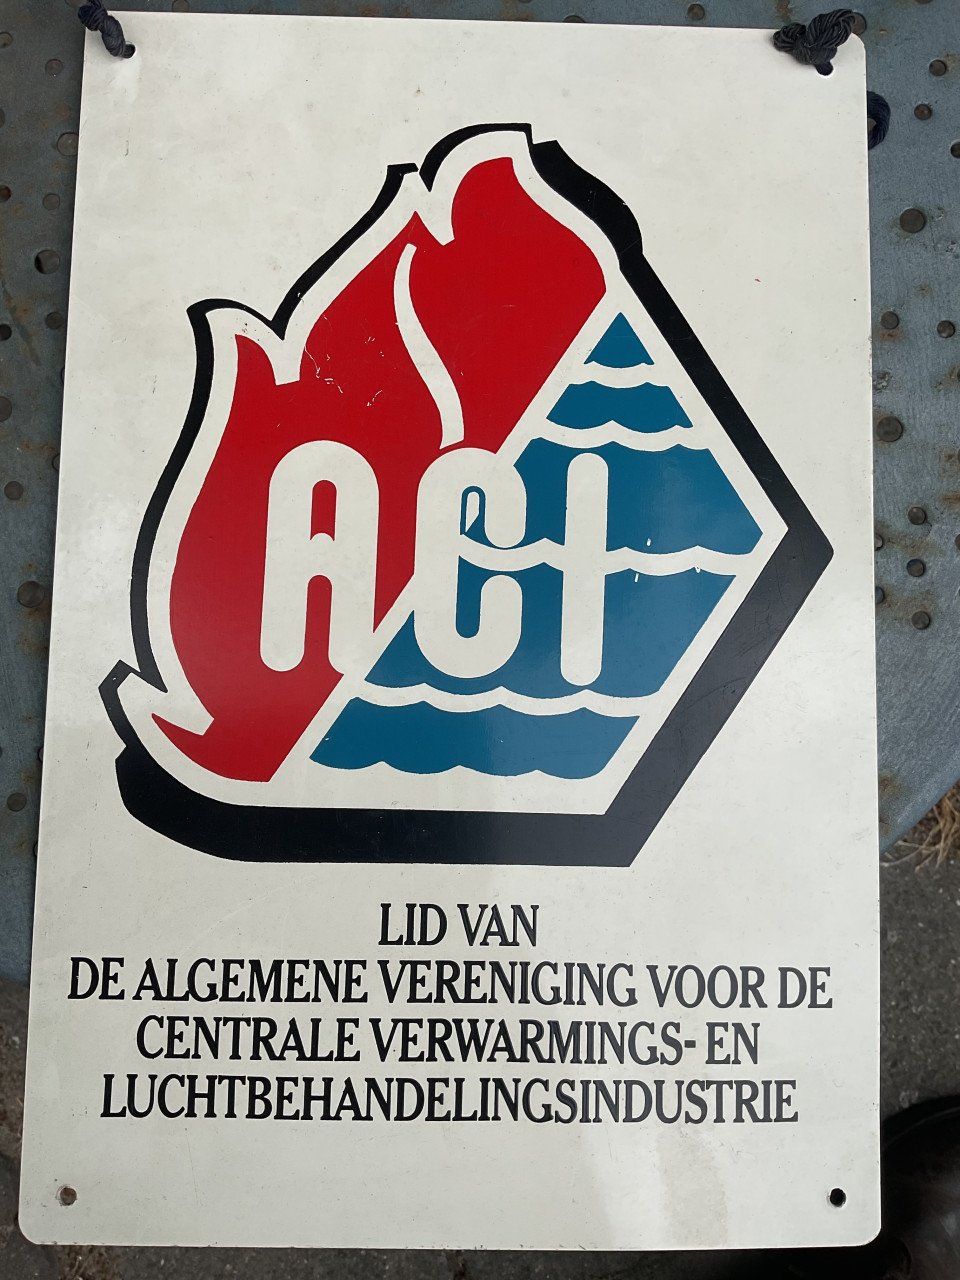 ACI
LID VAN
DE ALGEMENE VERENIGING VOOR DE
CENTRALE VERWARMINGS- EN
LUCHTBEHANDELINGSINDUSTRIE